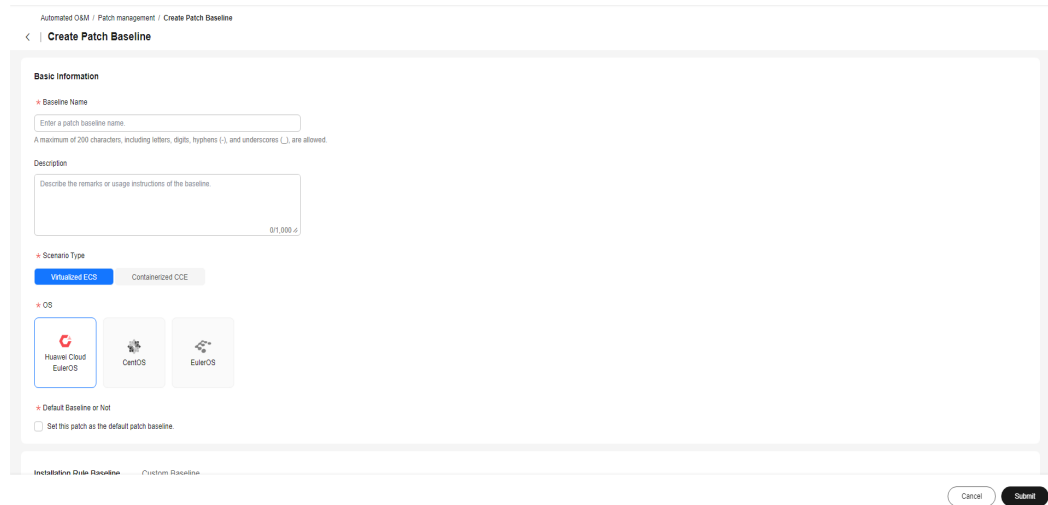 Automated O&M / Patch management / Create Patch Baseline
< | Create Patch Baseline
Basic Information
* Baseline Name
Enter a patch baseline name.
A maximum of 200 characters, including letters, digits, hyphens (-), and underscores (_), are allowed.
Description
Describe the remarks or usage instructions of the baseline.
0/1,000
* Scenario Type
Virtualized ECS Containerized CCE
* OS
Huawei Cloud
EulerOS
CentOS
EulerOS
* Default Baseline or Not
Set this patch as the default patch baseline.
Installation Rule Baseline Custom Baseline
Cancel Submit